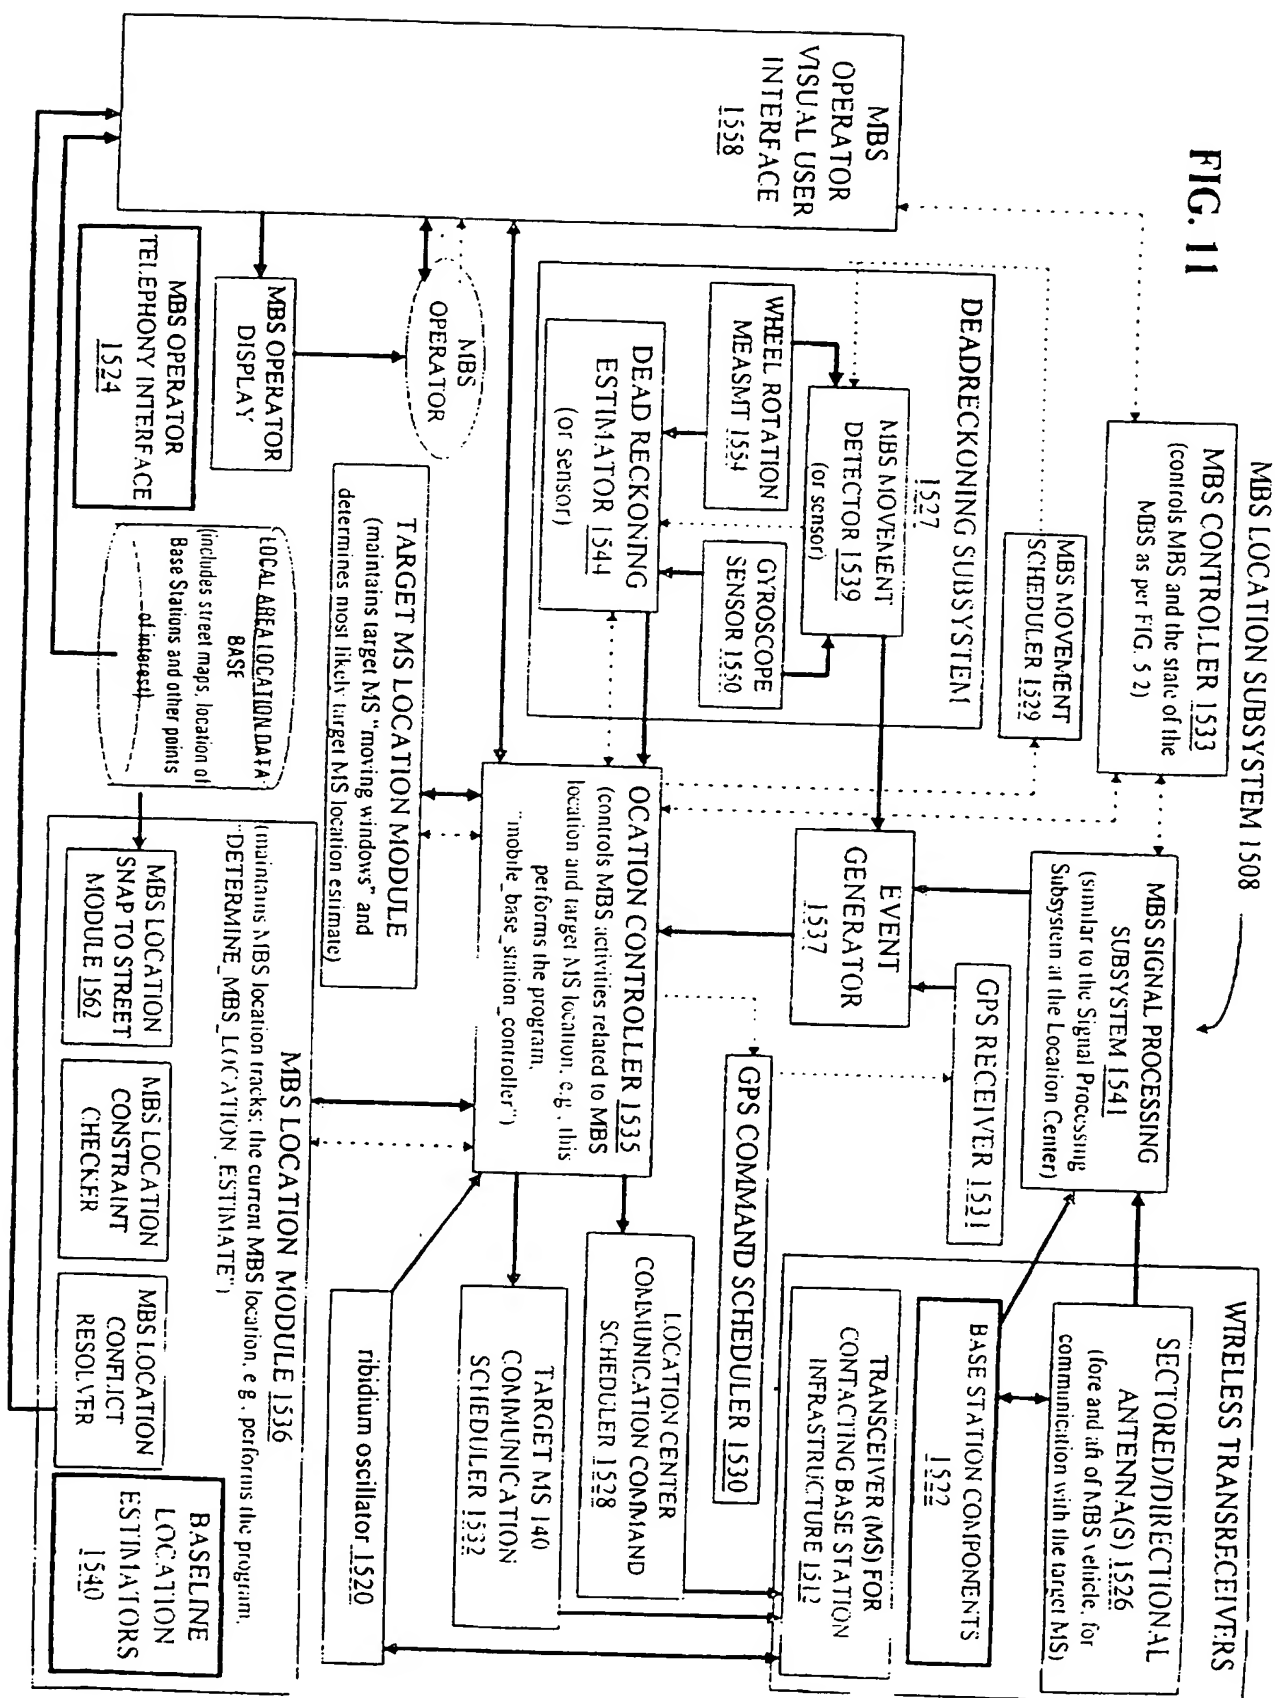 FIG. 11
MBS LOCATION SUBSYSTEM 1508
MBS
OPERATOR
VISUAL USER
INTERFACE
1558
MBS CONTROLLER 1533
(controls MBS and the state of the
MBS as per FIG. 5 2)
MBS SIGNAL PROCESSING
SUBSYSTEM 1541
(similar to the Signal Processing
Subsystem at the Location Center)
WIRELESS TRANSRECEIVERS
SECTORED/DIRECTIONAL
ANTENNA(S) 1526
(fore and aft of MBS vehicle, for
communication with the target MS)
BASE STATION COMPONENTS
1522
TRANSCEIVER (MS) FOR
CONTACTING BASE STATION
INFRASTRUCTURE 1512
MBS MOVEMENT
SCHEDULER 1529
GPS RECEIVER 1531
DEADRECKONING SUBSYSTEM
1527
MBS MOVEMENT
DETECTOR 1539
(or sensor)
WHEEL ROTATION
MEASMT 1554
GYROSCOPE
SENSOR 1550
DEAD RECKONING
ESTIMATOR 1544
(or sensor)
EVENT
GENERATOR
1537
GPS COMMAND SCHEDULER 1530
OCATION CONTROLLER 1535
(controls MBS activities related to MBS
location and target MS location, e.g., this
performs the program,
"mobile_base_station_controller")
LOCATION CENTER
COMMUNICATION COMMAND
SCHEDULER 1528
TARGET MS 140
COMMUNICATION
SCHEDULER 1532
ribidium oscillator 1520
MBS
OPERATOR
MBS OPERATOR
DISPLAY
MBS OPERATOR
TELEPHONY INTERFACE
1524
TARGET MS LOCATION MODULE
(maintains target MS "moving windows" and
determines most likely target MS location estimate)
LOCAL AREA LOCATION DATA
BASE
(includes street maps, location of
Base Stations and other points
of interest)
MBS LOCATION MODULE 1536
(maintains MBS location tracks; the current MBS location, e.g. performs the program,
"DETERMINE_MBS_LOCATION_ESTIMATE")
MBS LOCATION
SNAP TO STREET
MODULE 1562
MBS LOCATION
CONSTRAINT
CHECKER
MBS LOCATION
CONFLICT
RESOLVER
BASELINE
LOCATION
ESTIMATORS
1540